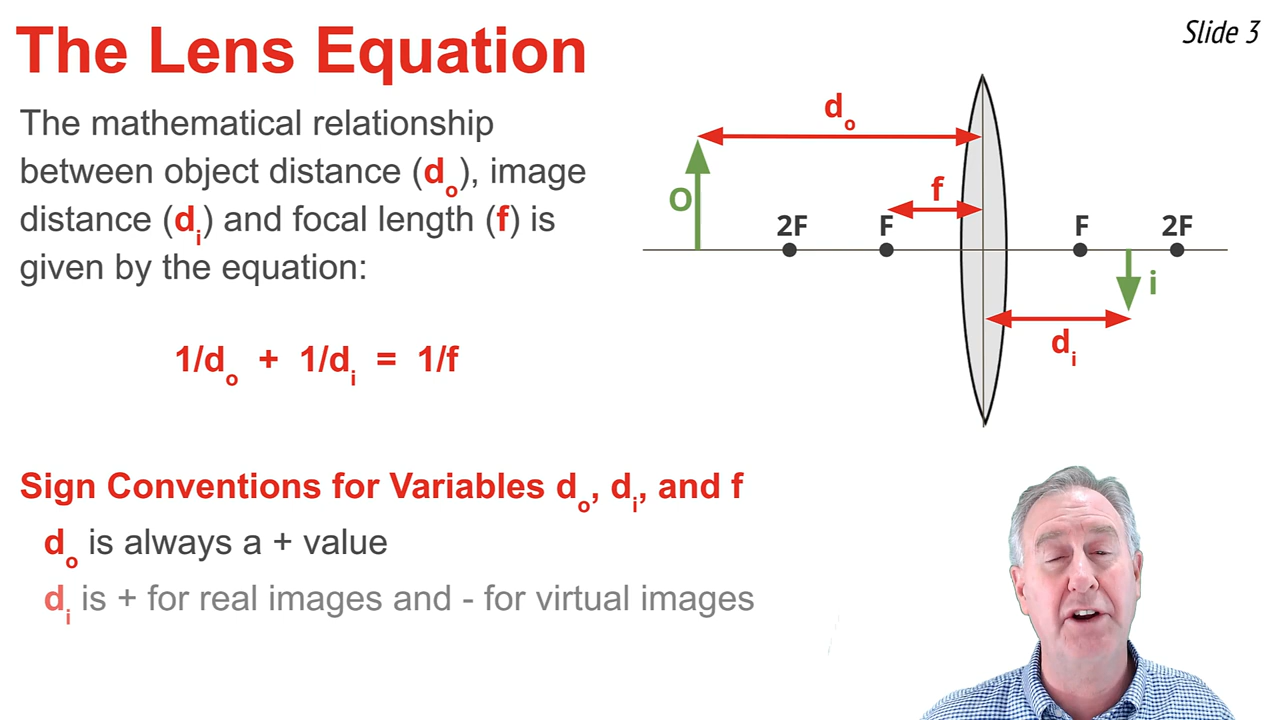 The Lens Equation
Slide 3
The mathematical relationship
between object distance (do), image
distance (di) and focal length (f) is
given by the equation:
1/do + 1/di = 1/f
do
O
f
2F
F
F
2F
i
di
Sign Conventions for Variables do, di, and f
do is always a + value
di is + for real images and - for virtual images